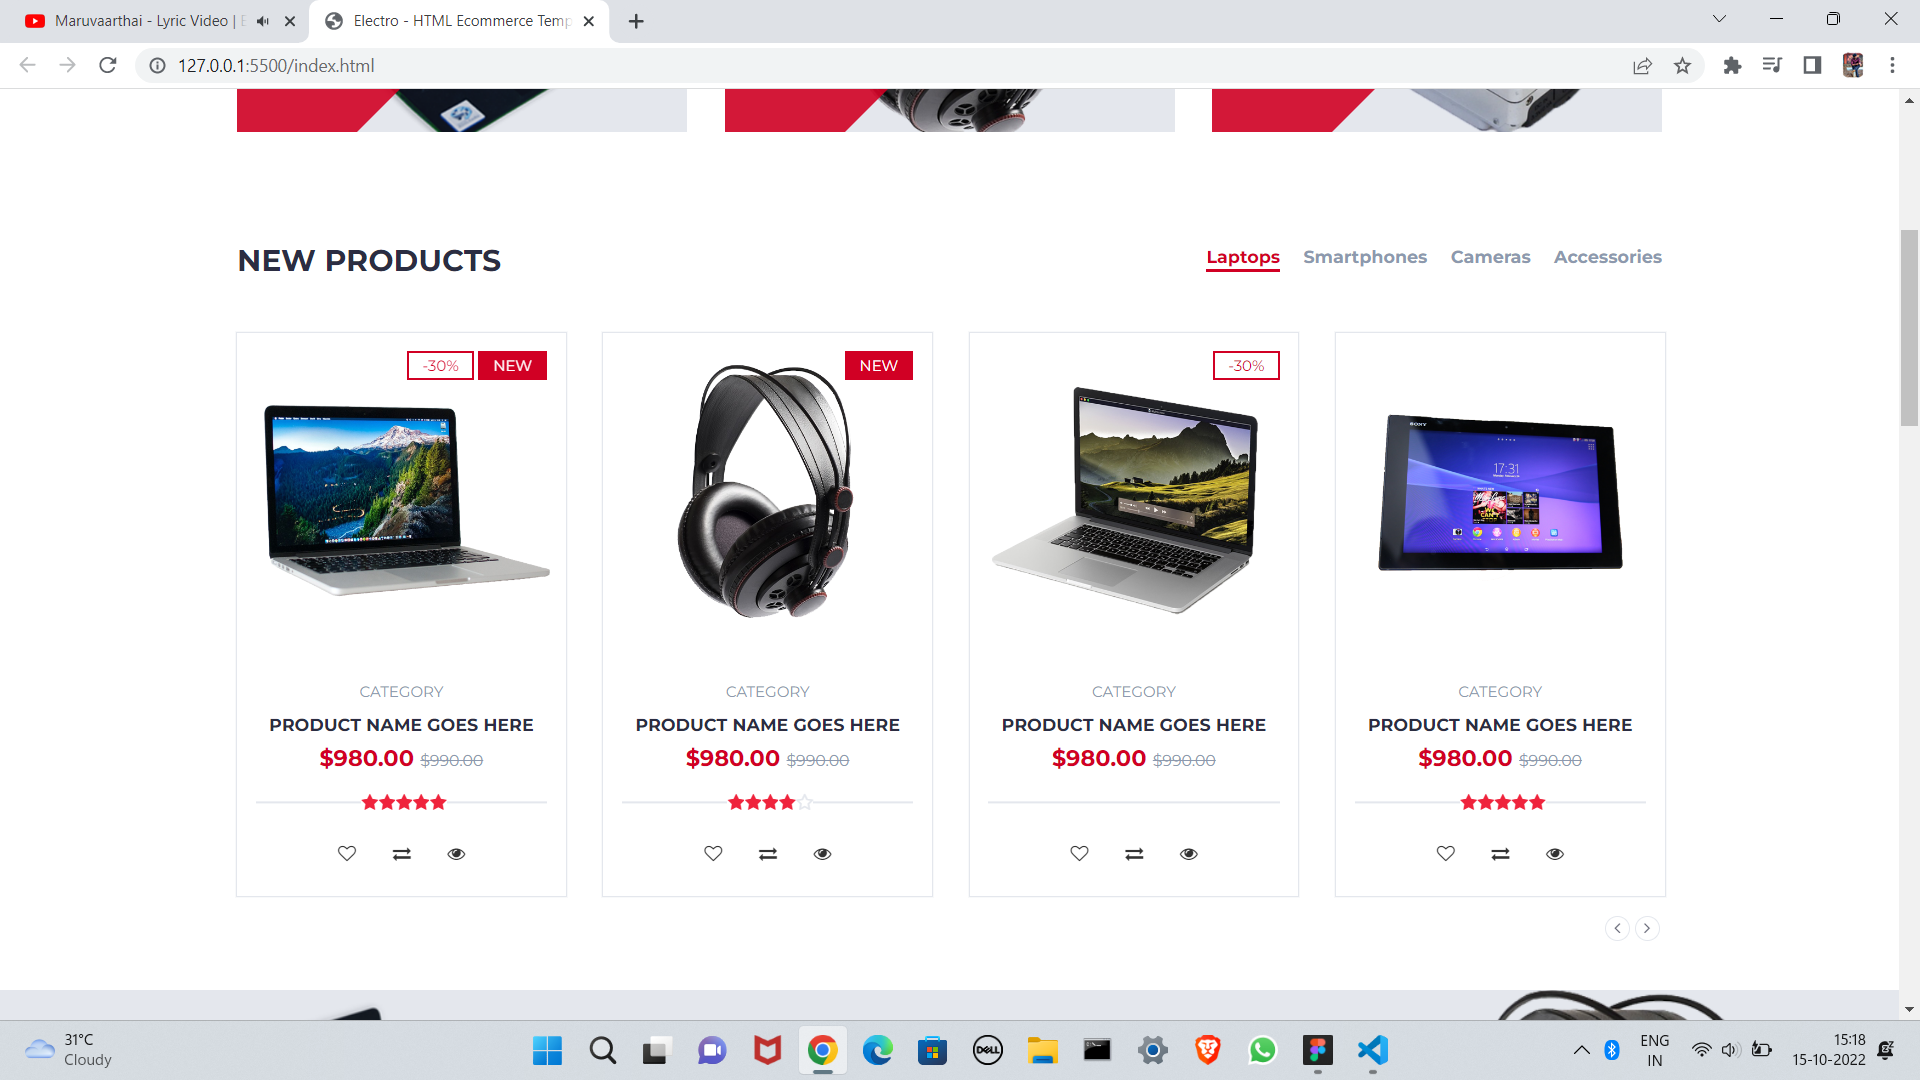 Maruvaarthai - Lyric Video |
Electro - HTML Ecommerce Temp
127.0.0.1:5500/index.html
NEW PRODUCTS
Laptops Smartphones Cameras Accessories
-30% NEW
NEW
-30%
SONY
17:31
CATEGORY
PRODUCT NAME GOES HERE
$980.00 $990.00
CATEGORY
PRODUCT NAME GOES HERE
$980.00 $990.00
CATEGORY
PRODUCT NAME GOES HERE
$980.00 $990.00
CATEGORY
PRODUCT NAME GOES HERE
$980.00 $990.00
31°C
Cloudy
DELL
ENG
IN
15:18
15-10-2022